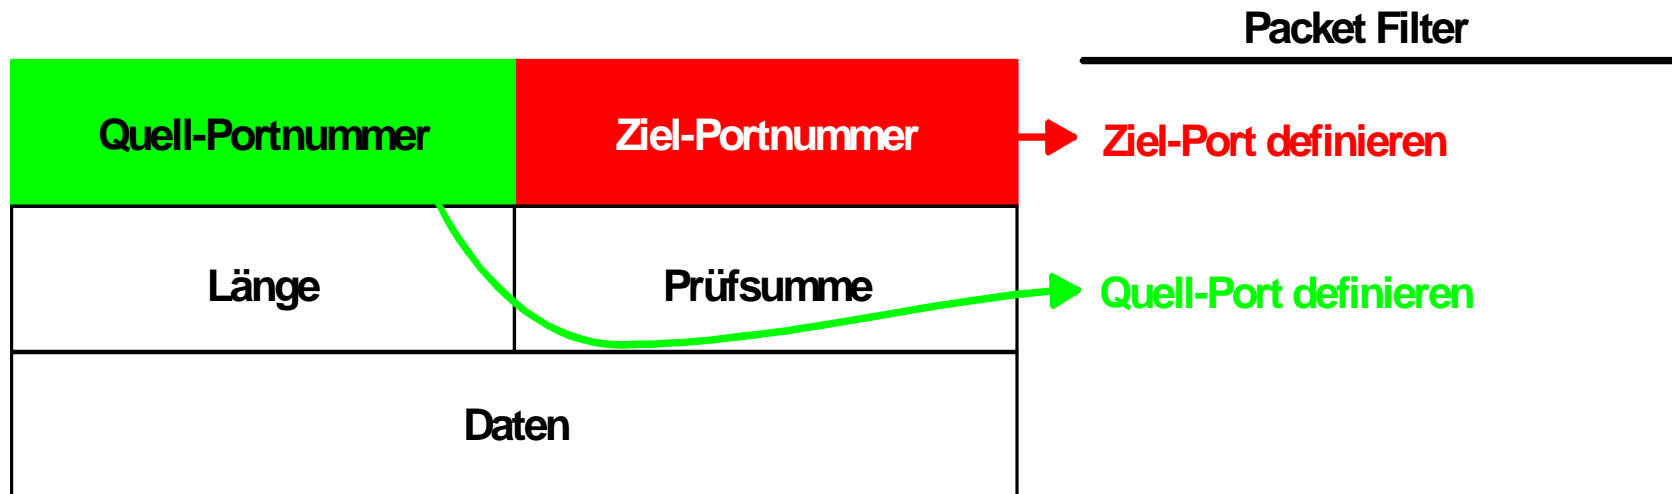 Packet Filter
Quell-Portnummer Ziel-Portnummer Ziel-Port definieren
Länge Prüfsumme Quell-Port definieren
Daten